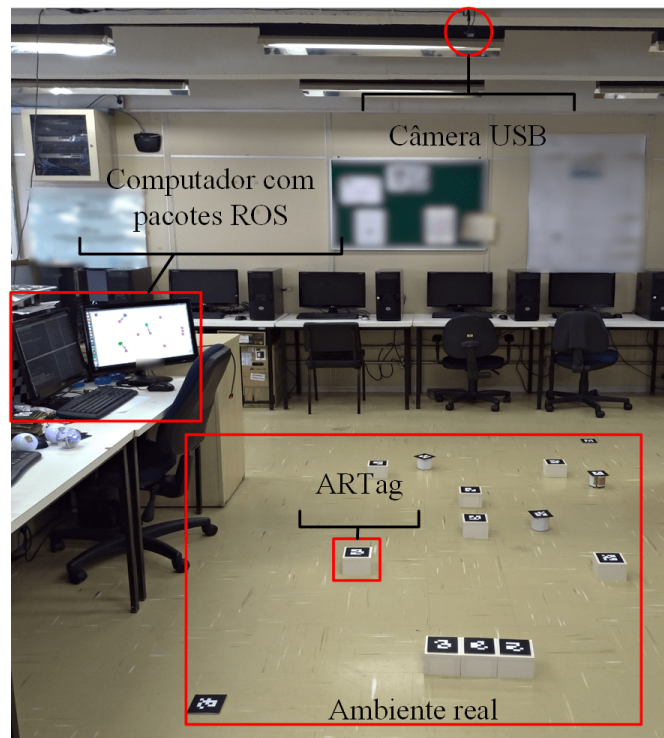 Câmera USB
Computador com
pacotes ROS
ARTag
Ambiente real